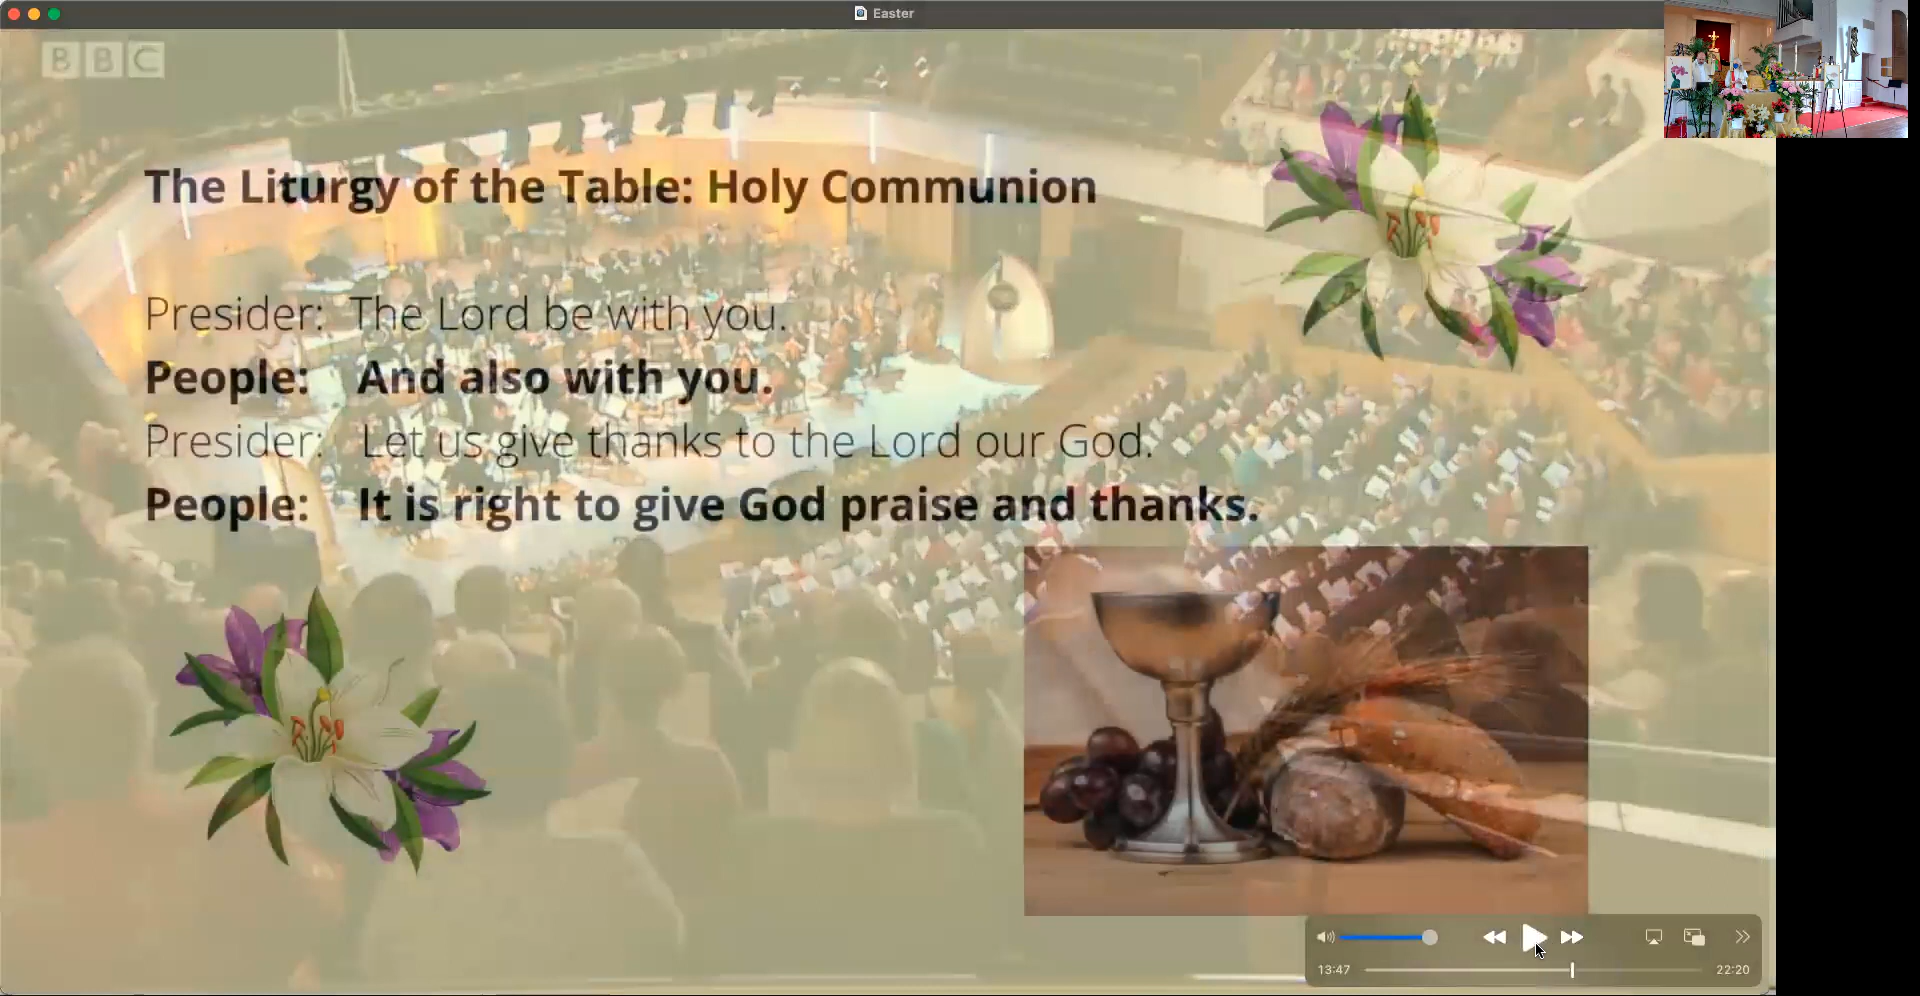 Easter
BBC
The Liturgy of the Table: Holy Communion
Presider: The Lord be with you.
People: And also with you.
Presider: Let us give thanks to the Lord our God.
People: It is right to give God praise and thanks.
13:47
22:20